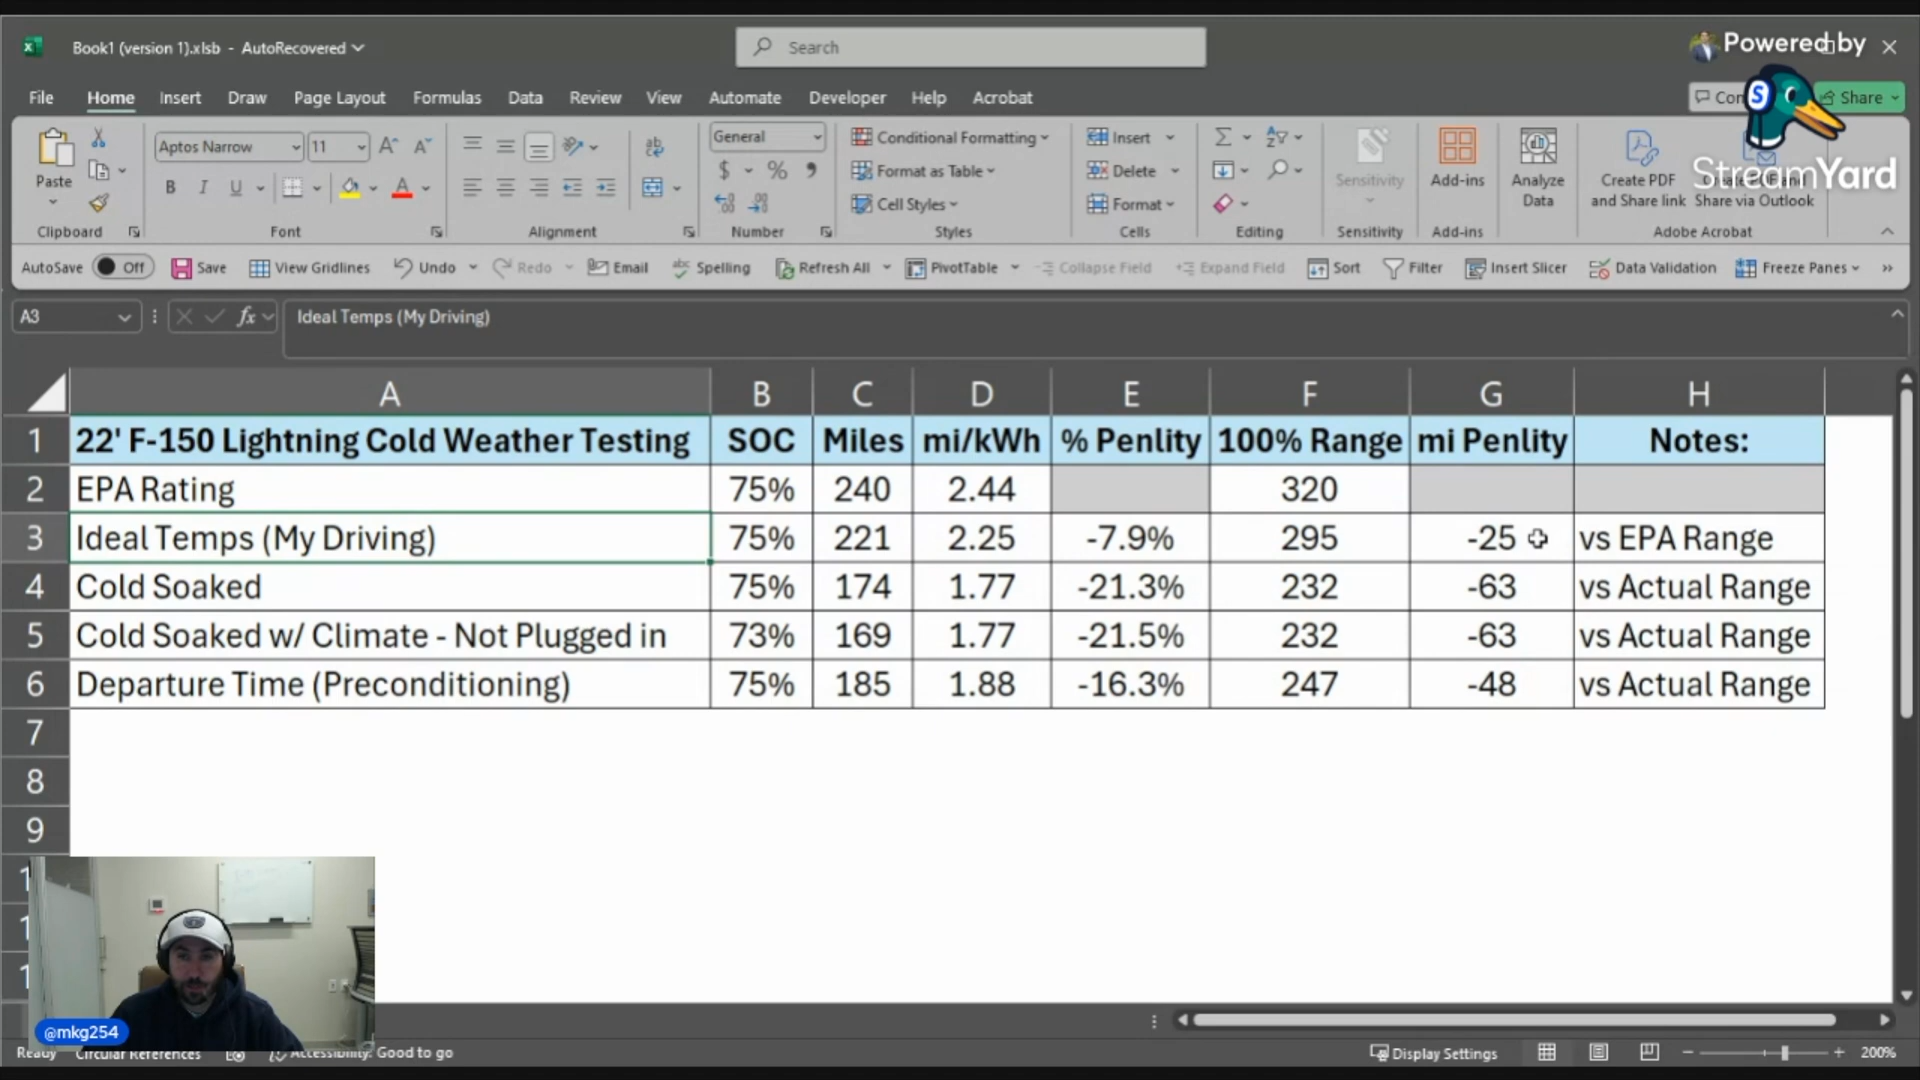 Book1 (version 1).xlsb - AutoRecovered
Search
Powered by
File Home Insert Draw Page Layout Formulas Data Review View Automate Developer Help Acrobat
Share
StreamYard
Paste
Clipboard
Aptos Narrow 11
B I U
Font
Alignment
General
$ % 9
Number
Conditional Formatting
Format as Table
Cell Styles
Styles
Insert
Delete
Format
Cells
Editing
Sensitivity
Sensitivity
Add-ins
Add-ins
Analyze
Data
Create PDF
and Share link
Share via Outlook
Adobe Acrobat
AutoSave Off Save View Gridlines Undo Redo Email Spelling Refresh All PivotTable Collapse Field Expand Field Sort Filter Insert Slicer Data Validation Freeze Panes
A3 fx Ideal Temps (My Driving)
A B C D E F G H
1 22' F-150 Lightning Cold Weather Testing SOC Miles mi/kWh % Penlity 100% Range mi Penlity Notes:
2 EPA Rating 75% 240 2.44 320
3 Ideal Temps (My Driving) 75% 221 2.25 -7.9% 295 -25 vs EPA Range
4 Cold Soaked 75% 174 1.77 -21.3% 232 -63 vs Actual Range
5 Cold Soaked w/ Climate - Not Plugged in 73% 169 1.77 -21.5% 232 -63 vs Actual Range
6 Departure Time (Preconditioning) 75% 185 1.88 -16.3% 247 -48 vs Actual Range
7
8
9
@mkg254
Ready Circular References Accessibility: Good to go Display Settings 200%